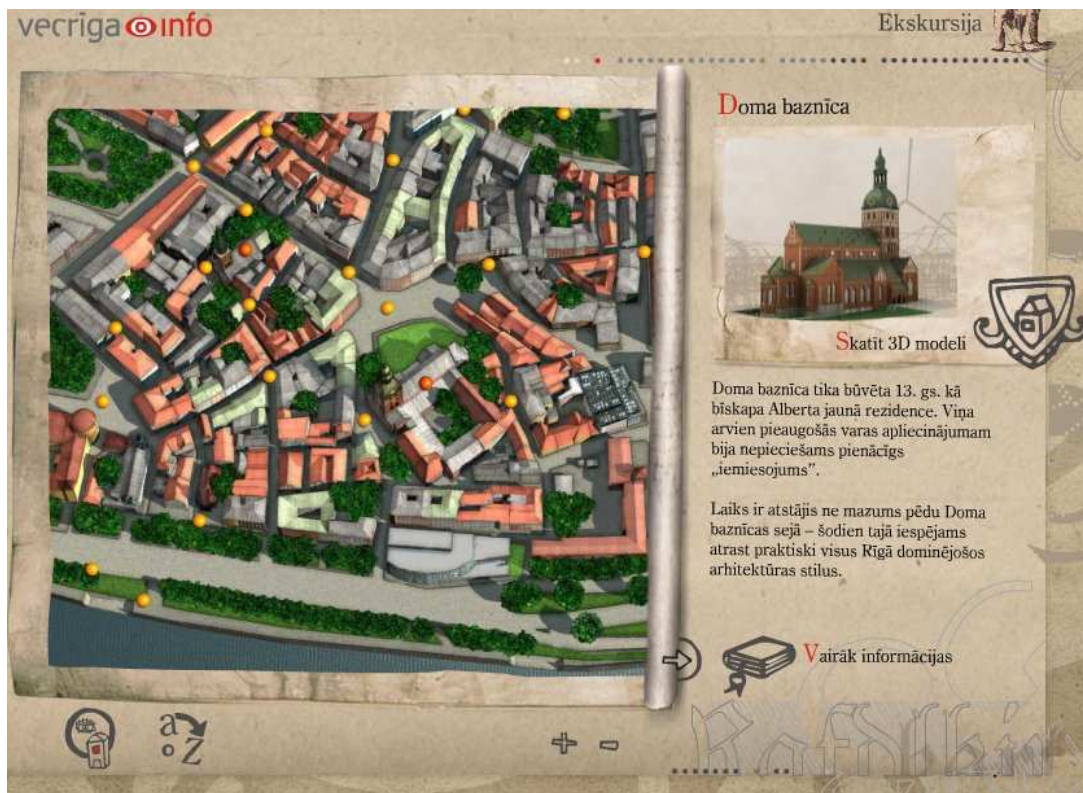 vecrīga info
Ekskursija
Doma baznīca
Skatīt 3D modeli
Doma baznīca tika būvēta 13. gs. kā
bīskapa Alberta jaunā rezidence. Viņa
arvien pieaugošās varas apliecinājumam
bija nepieciešams pienācīgs
„iemiesojums”.
Laiks ir atstājis ne mazums pēdu Doma
baznīcas sejā – šodien tajā iespējams
atrast praktiski visus Rīgā dominējošos
arhitektūras stilus.
Vairāk informācijas
a
z
+ -